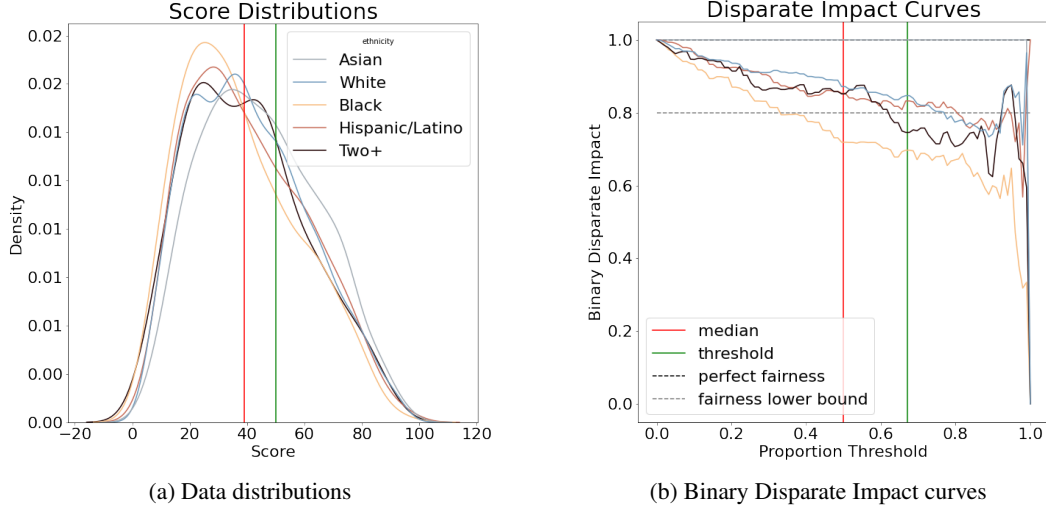 Score Distributions
0.02
0.02
0.01
0.01
0.01
0.01
0.01
0.00
0.00
Density
−20
0
20
40
60
80
100
120
Score
ethnicity
Asian
White
Black
Hispanic/Latino
Two+
(a) Data distributions
Disparate Impact Curves
1.0
0.8
0.6
0.4
0.2
0.0
Binary Disparate Impact
0.0
0.2
0.4
0.6
0.8
1.0
Proportion Threshold
median
threshold
perfect fairness
fairness lower bound
(b) Binary Disparate Impact curves